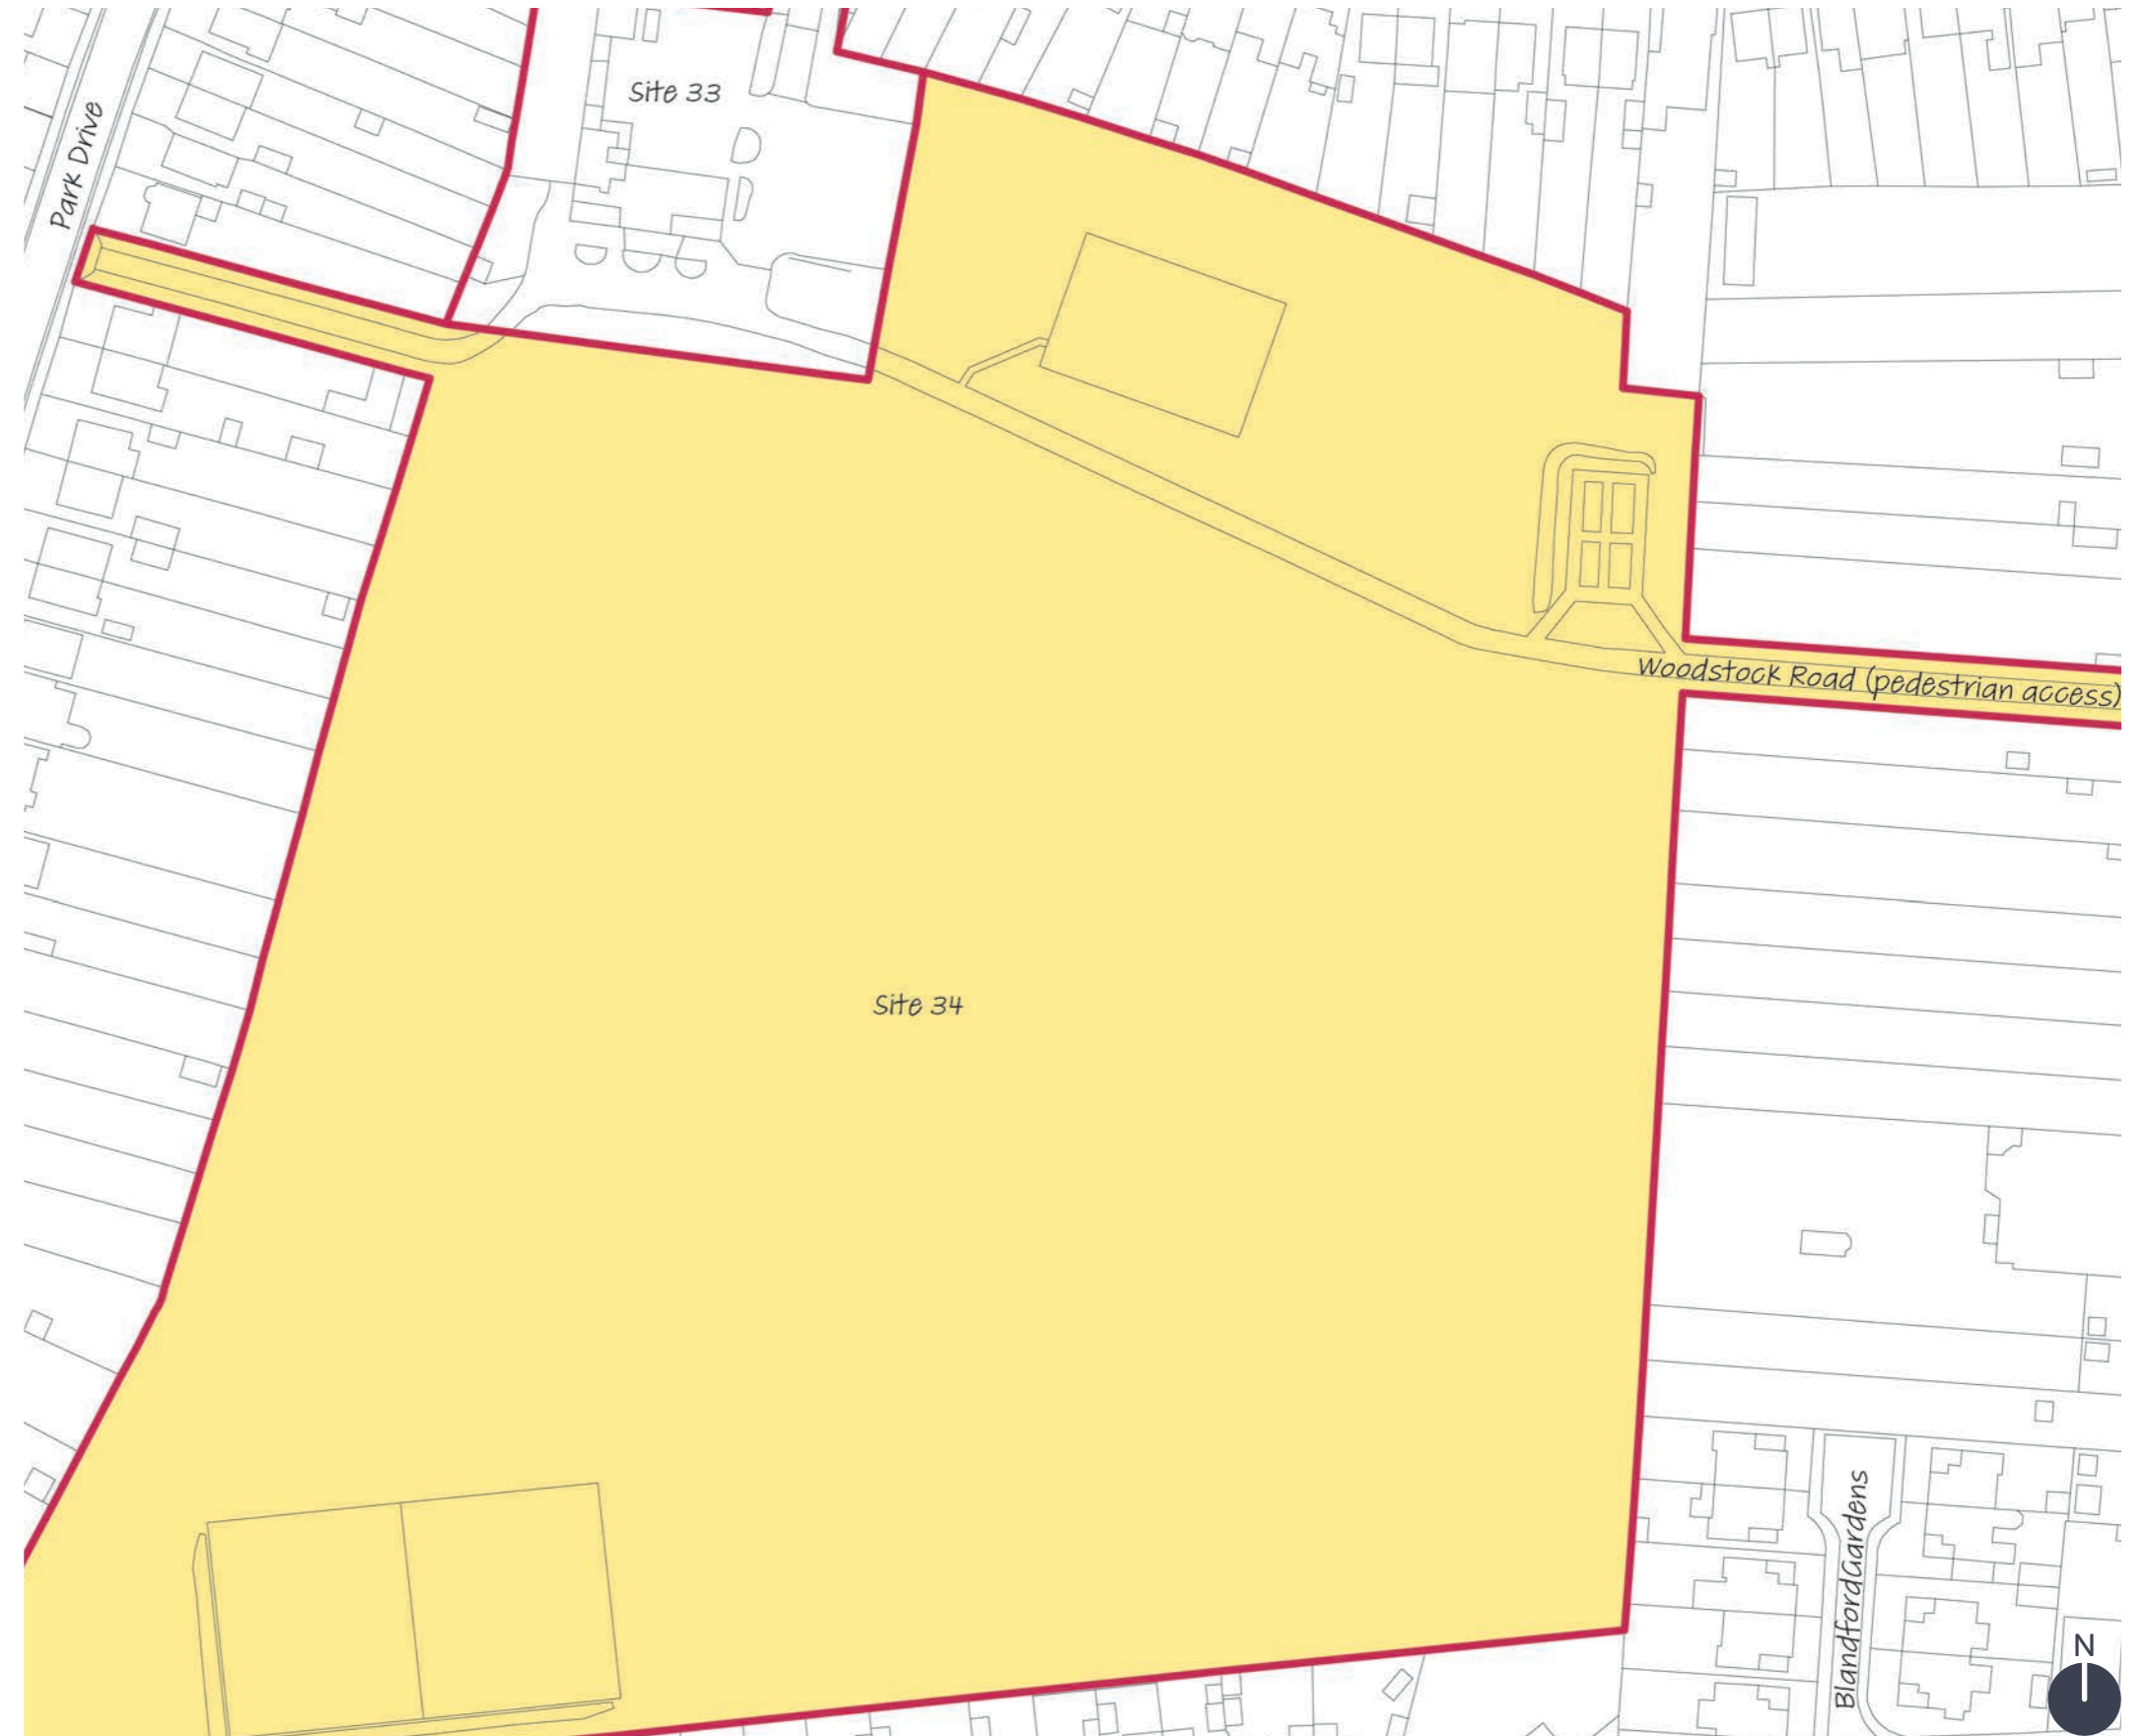 Site 33
Park Drive
Woodstock Road (pedestrian access)
Site 34
BlandfordGardens
N